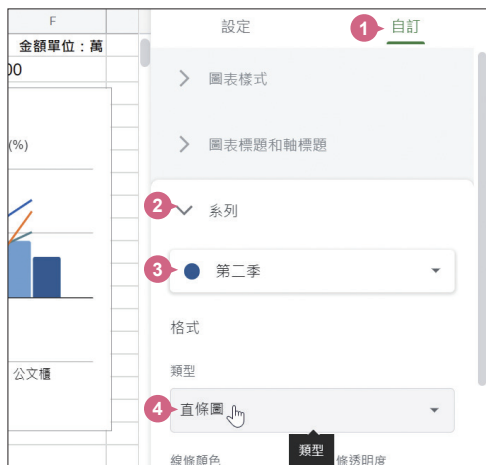 F
設定
1
自訂
金額單位：萬
00
圖表樣式
(%)
圖表標題和軸標題
2
系列
3
第二季
格式
類型
公文櫃
4
直條圖
類型
線條顏色
條透明度